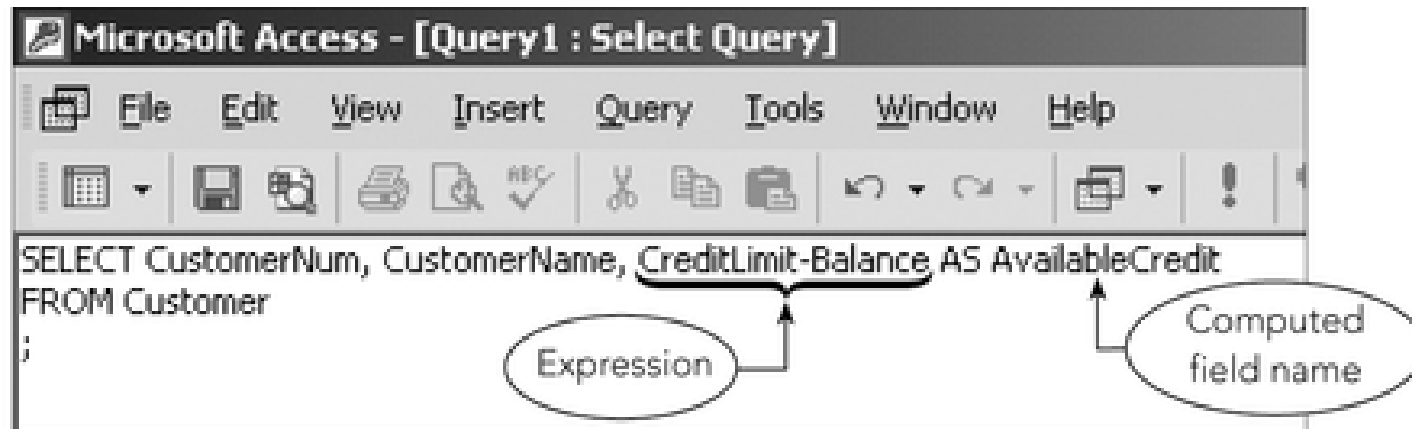 Microsoft Access - [Query1 : Select Query]
File Edit View Insert Query Tools Window Help
ABC
SELECT CustomerNum, CustomerName, CreditLimit-Balance AS AvailableCredit
FROM Customer
;
Expression
Computed
field name